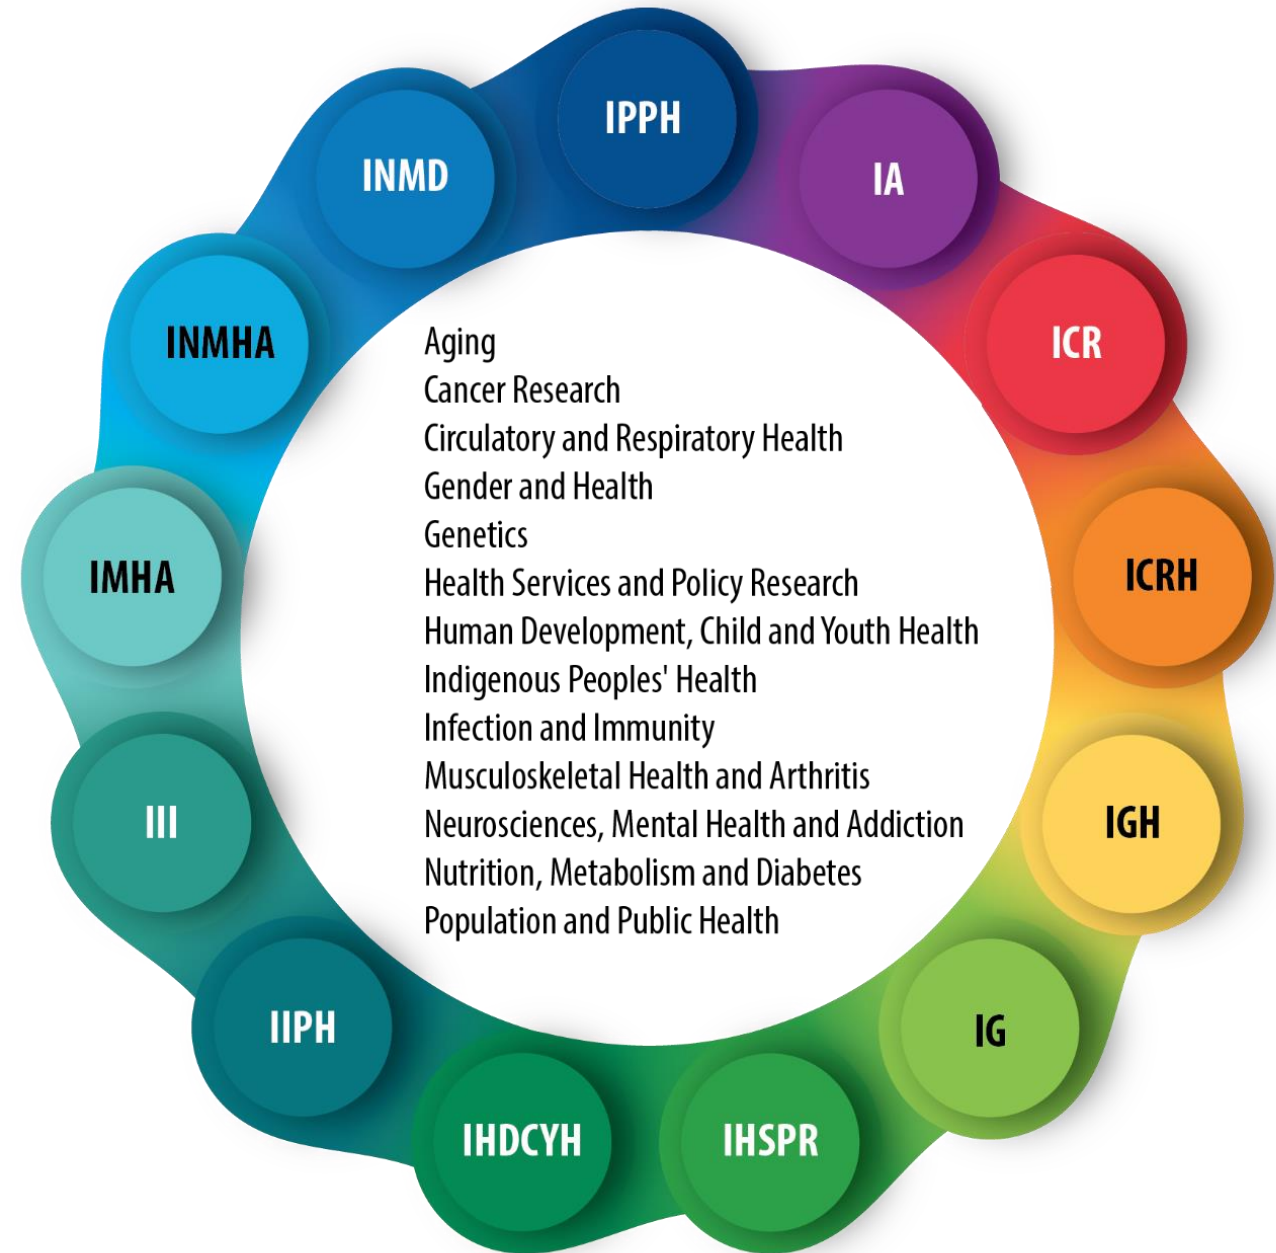 IPPH
IA
INMD
ICR
INMHA
Aging
Cancer Research
Circulatory and Respiratory Health
Gender and Health
Genetics
Health Services and Policy Research
Human Development, Child and Youth Health
Indigenous Peoples' Health
Infection and Immunity
Musculoskeletal Health and Arthritis
Neurosciences, Mental Health and Addiction
Nutrition, Metabolism and Diabetes
Population and Public Health
ICRH
IMHA
IGH
III
IG
IIPH
IHSPR
IHDCYH